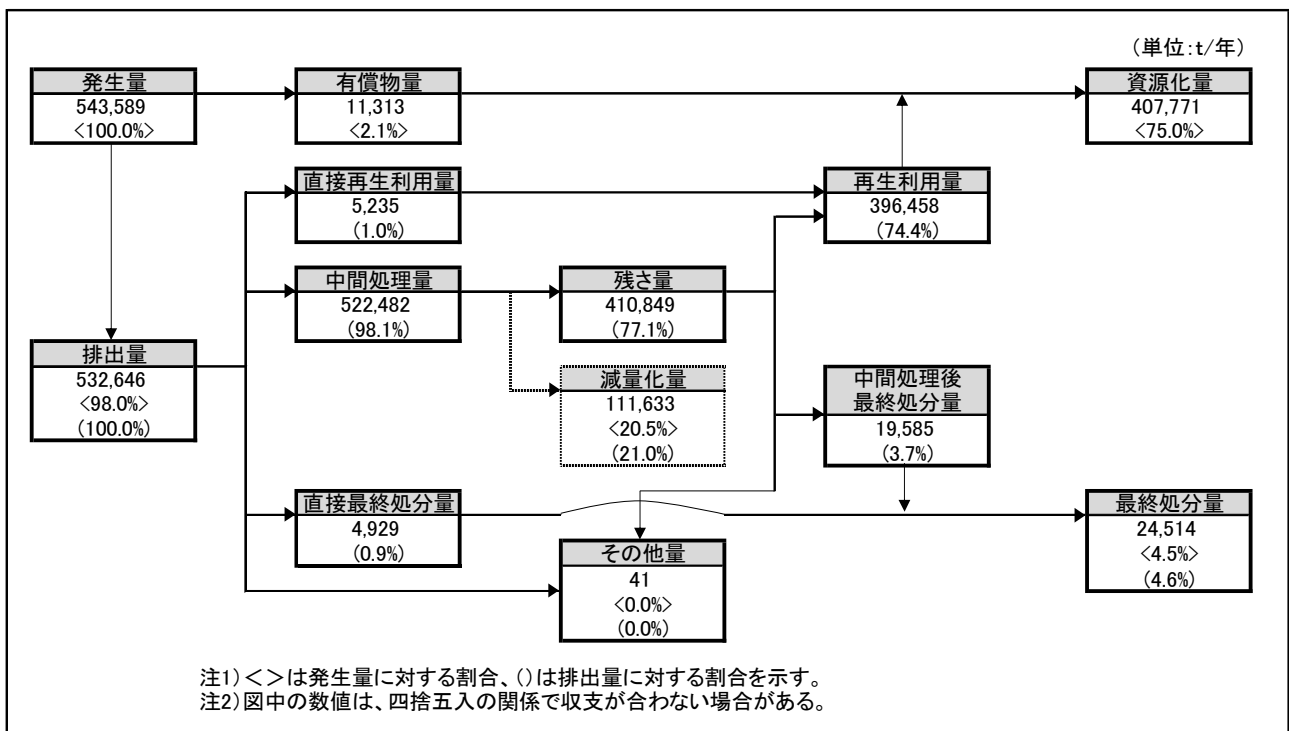 (単位:t/年)
発生量
543,589
<100.0%>
有償物量
11,313
<2.1%>
資源化量
407,771
<75.0%>
直接再生利用量
5,235
(1.0%)
再生利用量
396,458
(74.4%)
中間処理量
522,482
(98.1%)
残さ量
410,849
(77.1%)
排出量
532,646
<98.0%>
(100.0%)
減量化量
111,633
<20.5%>
(21.0%)
中間処理後
最終処分量
19,585
(3.7%)
直接最終処分量
4,929
(0.9%)
最終処分量
24,514
<4.5%>
(4.6%)
その他量
41
<0.0%>
(0.0%)
注1)<>は発生量に対する割合、()は排出量に対する割合を示す。
注2)図中の数値は、四捨五入の関係で収支が合わない場合がある。